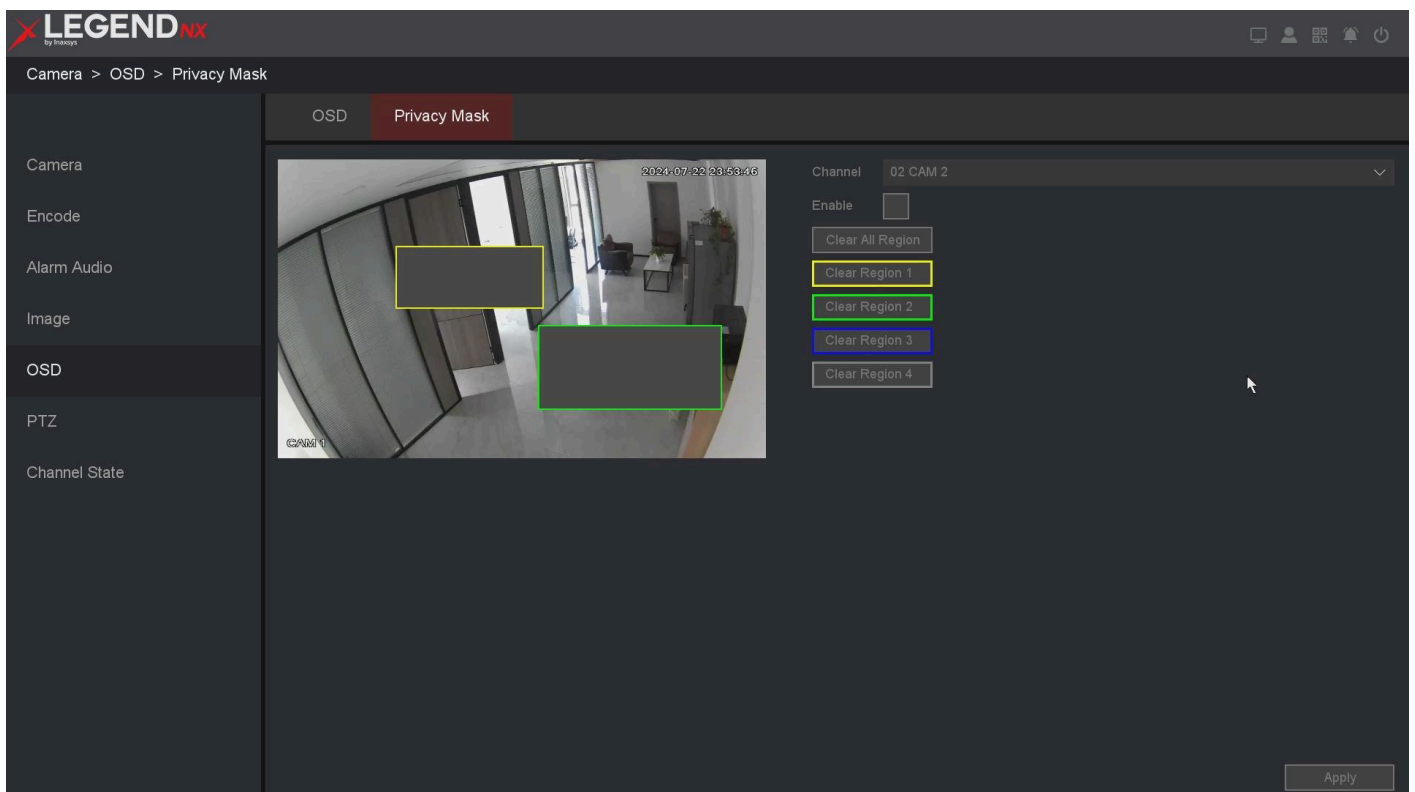 LEGEND NX
by Inaxsys
Camera > OSD > Privacy Mask
OSD
Privacy Mask
Camera
Encode
Alarm Audio
Image
OSD
PTZ
Channel State
2024-07-22 23:53:46
CAM 1
Channel
02 CAM 2
Enable
Clear All Region
Clear Region 1
Clear Region 2
Clear Region 3
Clear Region 4
Apply